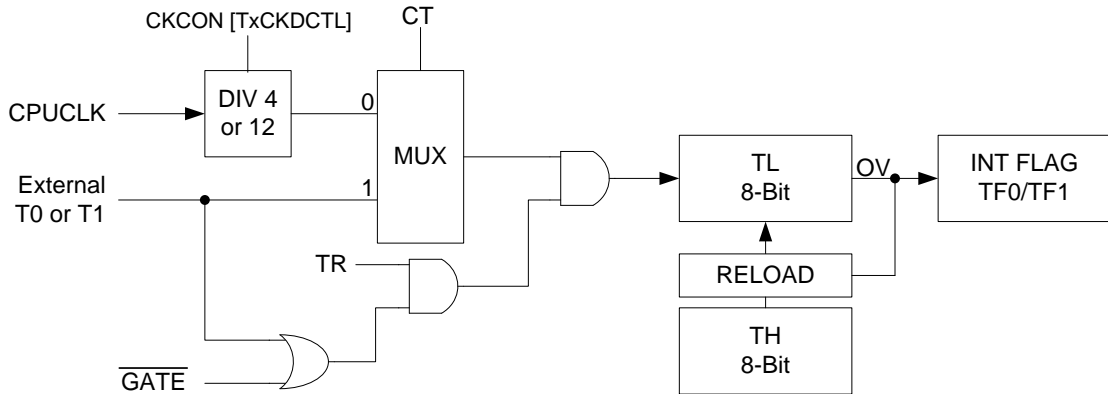 CKCON [TxCKDCTL]
CT
CPUCLK
DIV 4
or 12
0
MUX
External
T0 or T1
1
TL
8-Bit
OV
INT FLAG
TF0/TF1
TR
RELOAD
TH
8-Bit
GATE